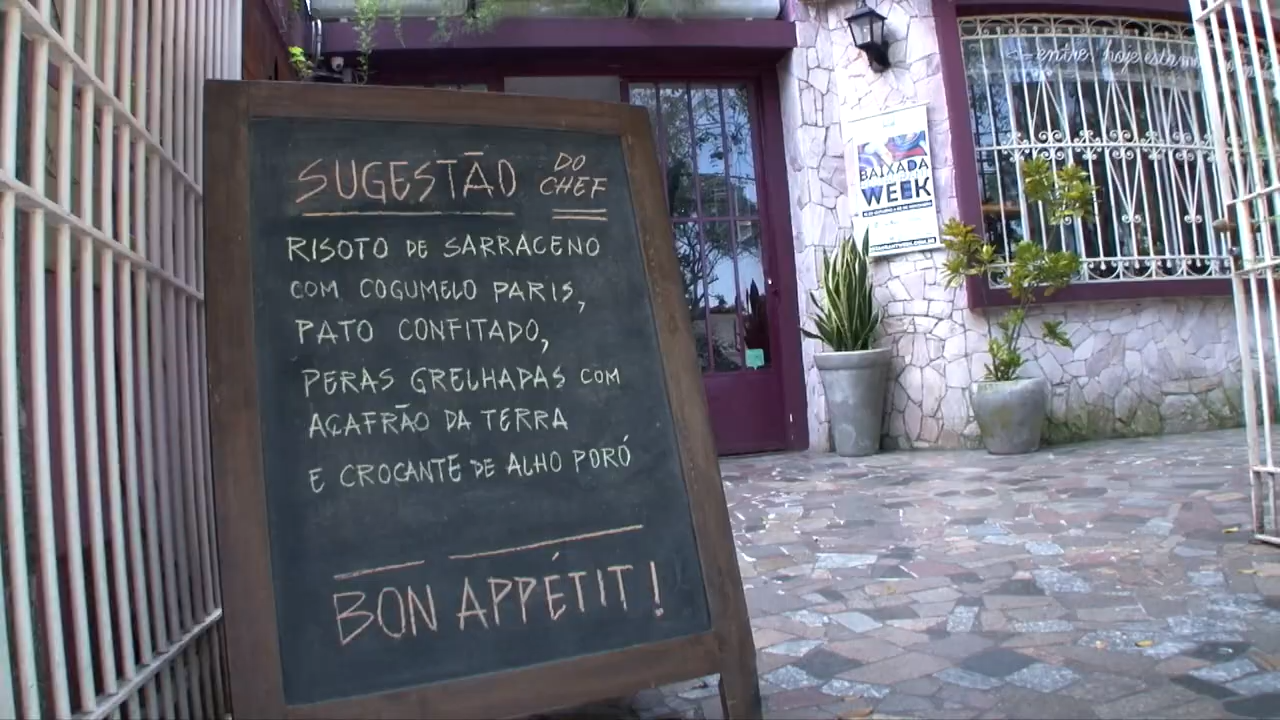 SUGESTÃO DO CHEF
RISOTO DE SARRACENO
COM COGUMELO PARIS,
PATO CONFITADO,
PERAS GRELHADAS COM
AÇAFRÃO DA TERRA
E CROCANTE DE ALHO PORÓ
BON APPÉTIT!
BAIXADA
WEEK
entre: hoje